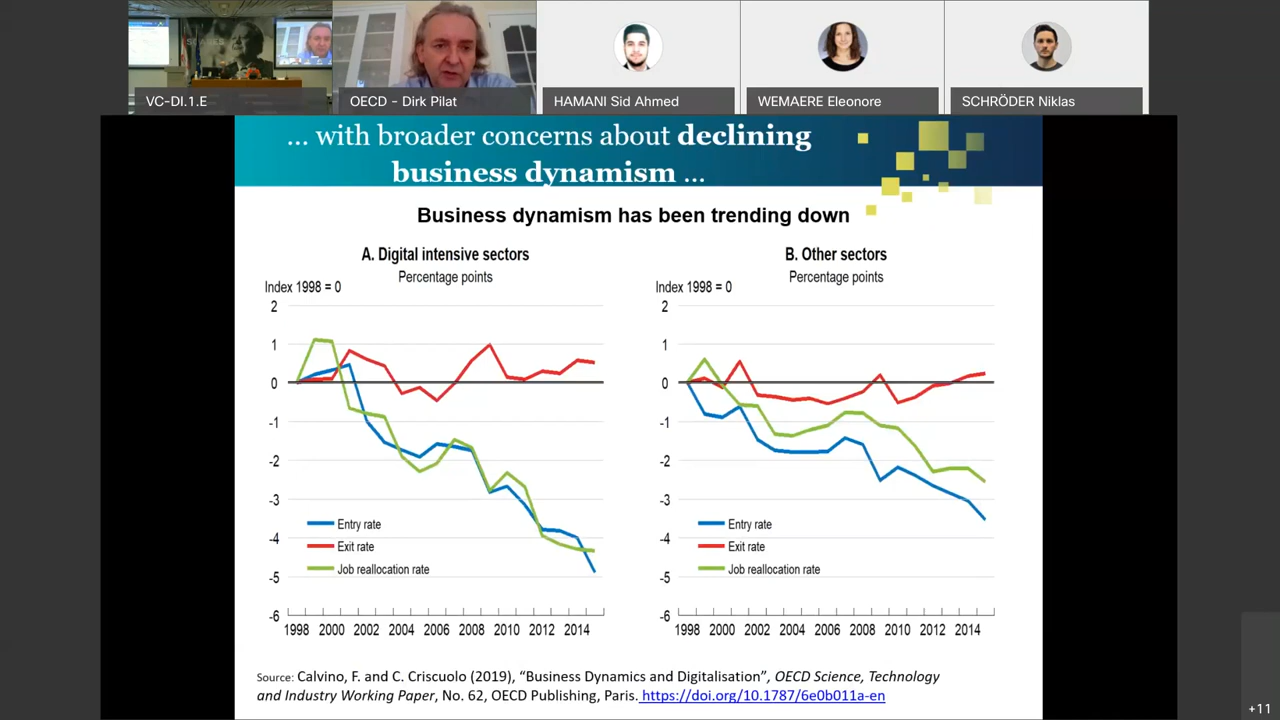 SOARES
VC-DI.1.E
OECD - Dirk Pilat
HAMANI Sid Ahmed
WEMAERE Eleonore
SCHRÖDER Niklas
... with broader concerns about declining
business dynamism ...
Business dynamism has been trending down
A. Digital intensive sectors
Percentage points
Index 1998 = 0
2
1
0
-1
-2
-3
-4
-5
-6
Entry rate
Exit rate
Job reallocation rate
1998 2000 2002 2004 2006 2008 2010 2012 2014
B. Other sectors
Percentage points
Index 1998 = 0
2
1
0
-1
-2
-3
-4
-5
-6
Entry rate
Exit rate
Job reallocation rate
1998 2000 2002 2004 2006 2008 2010 2012 2014
Source: Calvino, F. and C. Criscuolo (2019), “Business Dynamics and Digitalisation”, OECD Science, Technology
and Industry Working Paper, No. 62, OECD Publishing, Paris. https://doi.org/10.1787/6e0b011a-en
+11